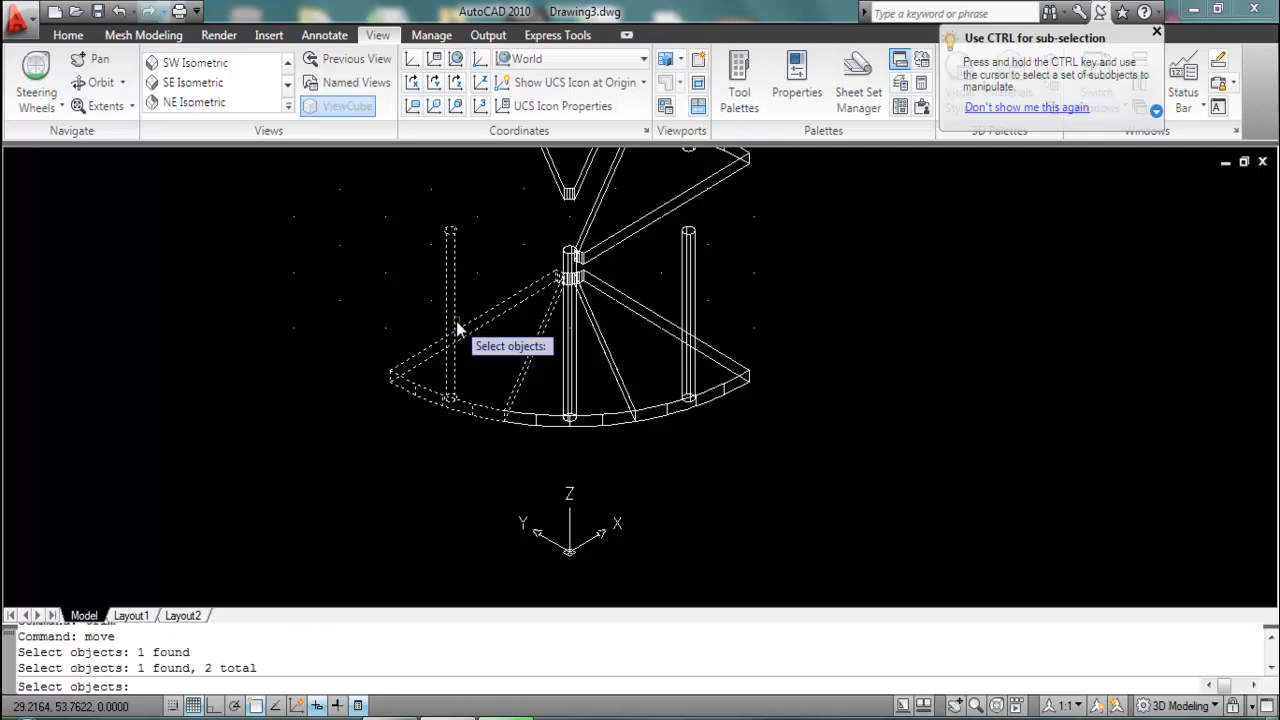 AutoCAD 2010 Drawing3.dwg
Type a keyword or phrase
Home Mesh Modeling Render Insert Annotate View Manage Output Express Tools
Use CTRL for sub-selection
Press and hold the CTRL key and use
the cursor to select a set of subobjects to
manipulate.
Don't show me this again
Steering
Wheels
Pan
Orbit
Extents
Navigate
SW Isometric
SE Isometric
NE Isometric
Views
Previous View
Named Views
ViewCube
World
Show UCS Icon at Origin
UCS Icon Properties
Coordinates
Viewports
Tool
Palettes
Properties
Sheet Set
Manager
Palettes
3D Palettes
Status
Bar
Windows
Select objects:
Z
Y
X
Model Layout1 Layout2
Command: move
Select objects: 1 found
Select objects: 1 found, 2 total
Select objects:
29.2164, 53.7622, 0.0000
1:1
3D Modeling